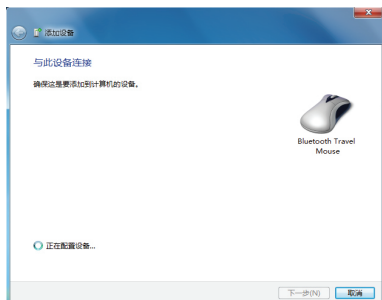 添加设备
与此设备连接
确保这是要添加到计算机的设备。
Bluetooth Travel
Mouse
正在配置设备...
下一步(N)
取消